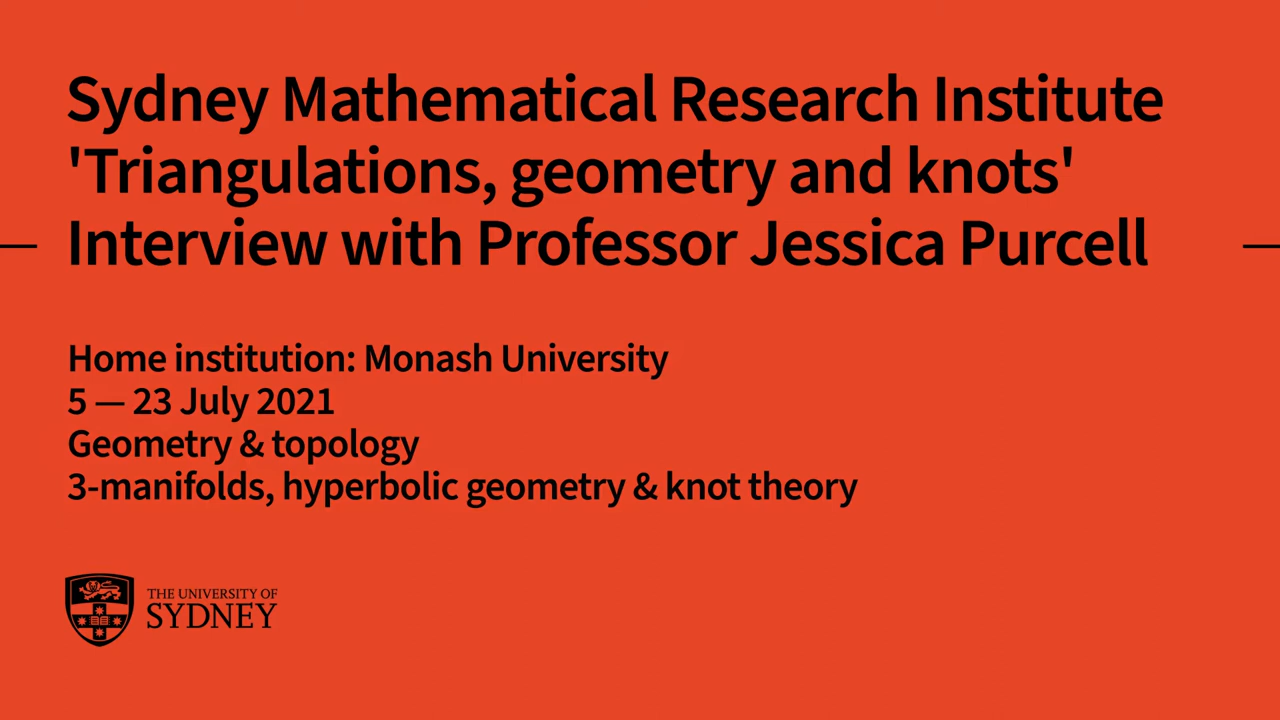 Sydney Mathematical Research Institute
'Triangulations, geometry and knots'
Interview with Professor Jessica Purcell
Home institution: Monash University
5 — 23 July 2021
Geometry & topology
3-manifolds, hyperbolic geometry & knot theory
THE UNIVERSITY OF
SYDNEY